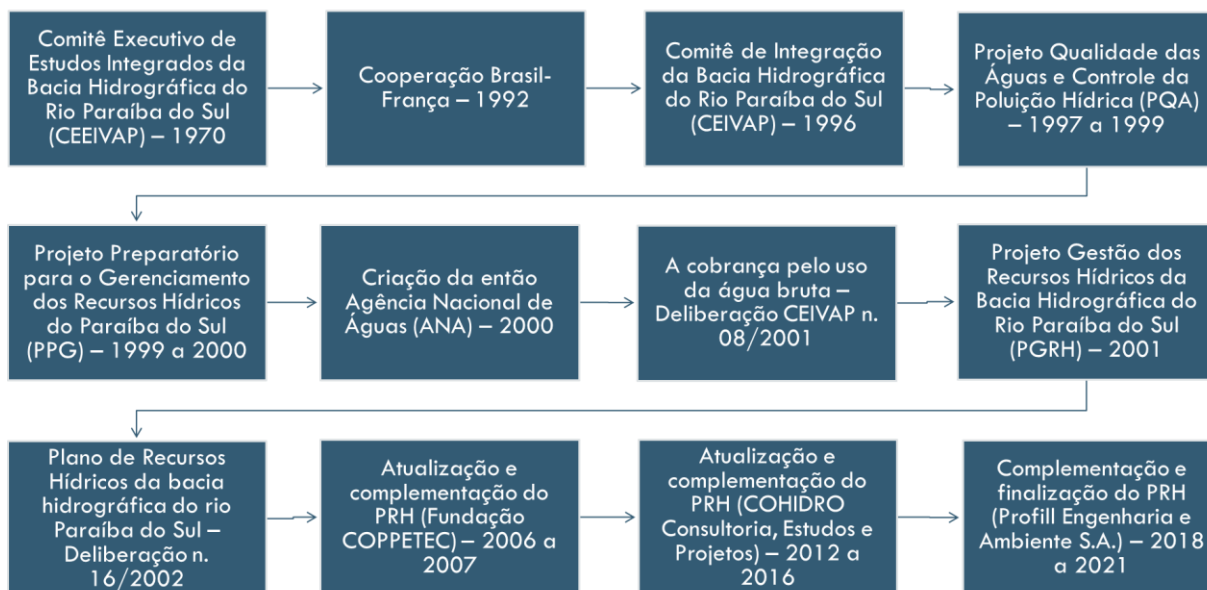 Comitê Executivo de
Estudos Integrados da
Bacia Hidrográfica do
Rio Paraíba do Sul
(CEEIVAP) – 1970
Cooperação Brasil-
França – 1992
Comitê de Integração
da Bacia Hidrográfica
do Rio Paraíba do Sul
(CEIVAP) – 1996
Projeto Qualidade das
Águas e Controle da
Poluição Hídrica (PQA)
– 1997 a 1999
Projeto Preparatório
para o Gerenciamento
dos Recursos Hídricos
do Paraíba do Sul
(PPG) – 1999 a 2000
Criação da então
Agência Nacional de
Águas (ANA) – 2000
A cobrança pelo uso
da água bruta –
Deliberação CEIVAP n.
08/2001
Projeto Gestão dos
Recursos Hídricos da
Bacia Hidrográfica do
Rio Paraíba do Sul
(PGRH) – 2001
Plano de Recursos
Hídricos da bacia
hidrográfica do rio
Paraíba do Sul –
Deliberação n.
16/2002
Atualização e
complementação do
PRH (Fundação
COPPETEC) – 2006 a
2007
Atualização e
complementação do
PRH (COHIDRO
Consultoria, Estudos e
Projetos) – 2012 a
2016
Complementação e
finalização do PRH
(Profill Engenharia e
Ambiente S.A.) – 2018
a 2021